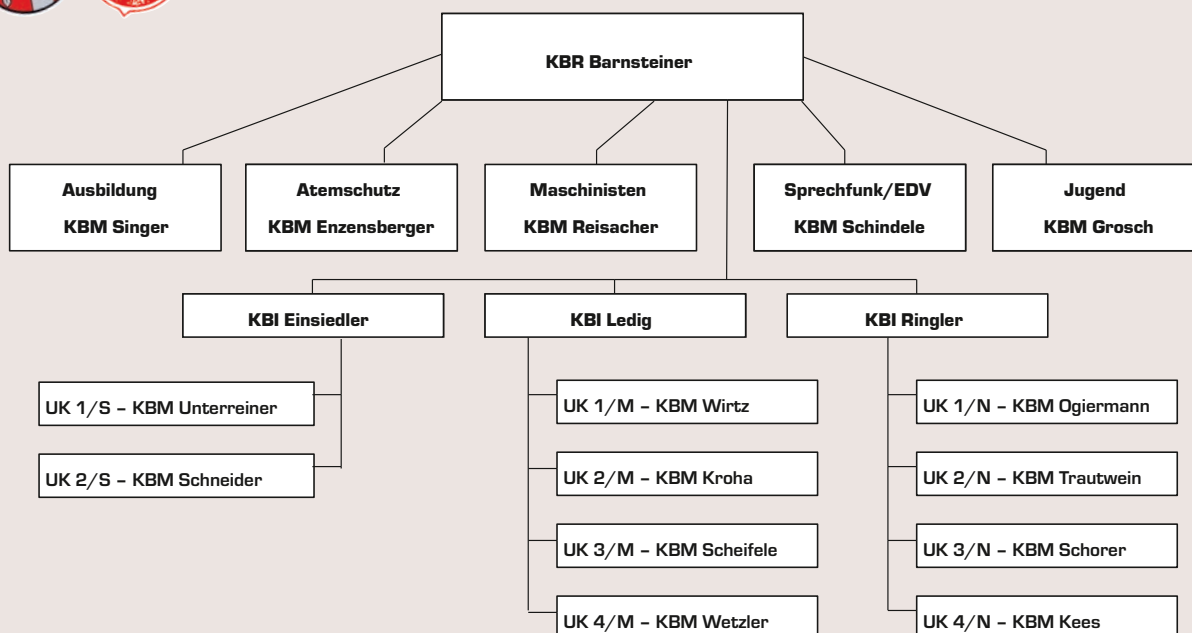 KBR Barnsteiner
Ausbildung
KBM Singer
Atemschutz
KBM Enzensberger
Maschinisten
KBM Reisacher
Sprechfunk/EDV
KBM Schindele
Jugend
KBM Grosch
KBI Einsiedler
KBI Ledig
KBI Ringler
UK 1/S – KBM Unterreiner
UK 2/S – KBM Schneider
UK 1/M – KBM Wirtz
UK 2/M – KBM Kroha
UK 3/M – KBM Scheifele
UK 4/M – KBM Wetzler
UK 1/N – KBM Ogiermann
UK 2/N – KBM Trautwein
UK 3/N – KBM Schorer
UK 4/N – KBM Kees